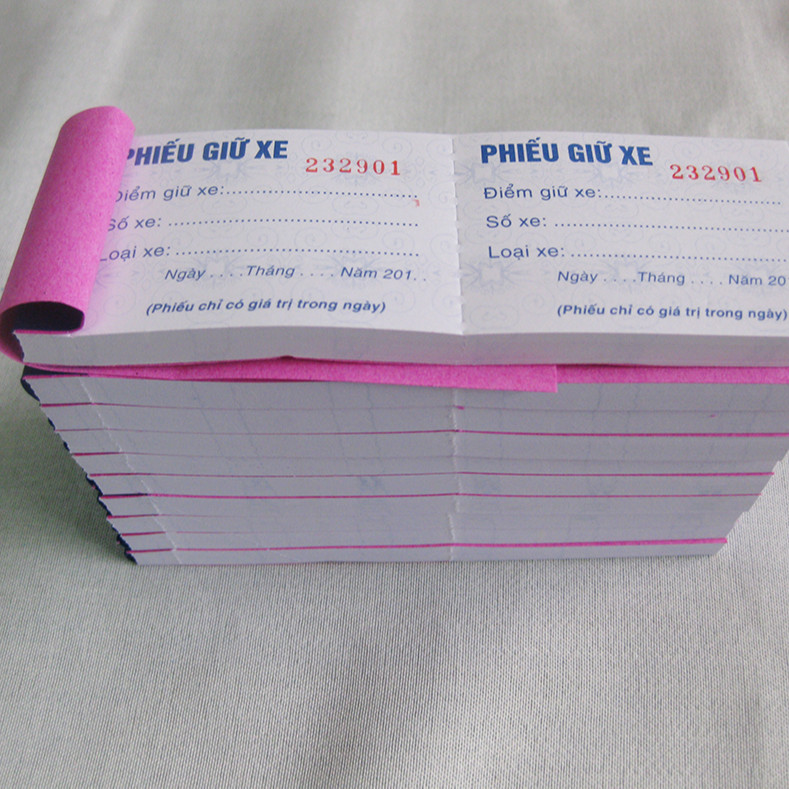 PHIẾU GIỮ XE 232901
Điểm giữ xe:................................
Số xe: ..........................................
Loại xe: ........................................
Ngày ....Tháng .... Năm 201..
(Phiếu chỉ có giá trị trong ngày)
PHIẾU GIỮ XE 232901
Điểm giữ xe:..............................
Số xe: .......................................
Loại xe: .....................................
Ngày ....Tháng .... Năm 20
(Phiếu chỉ có giá trị trong ngày)